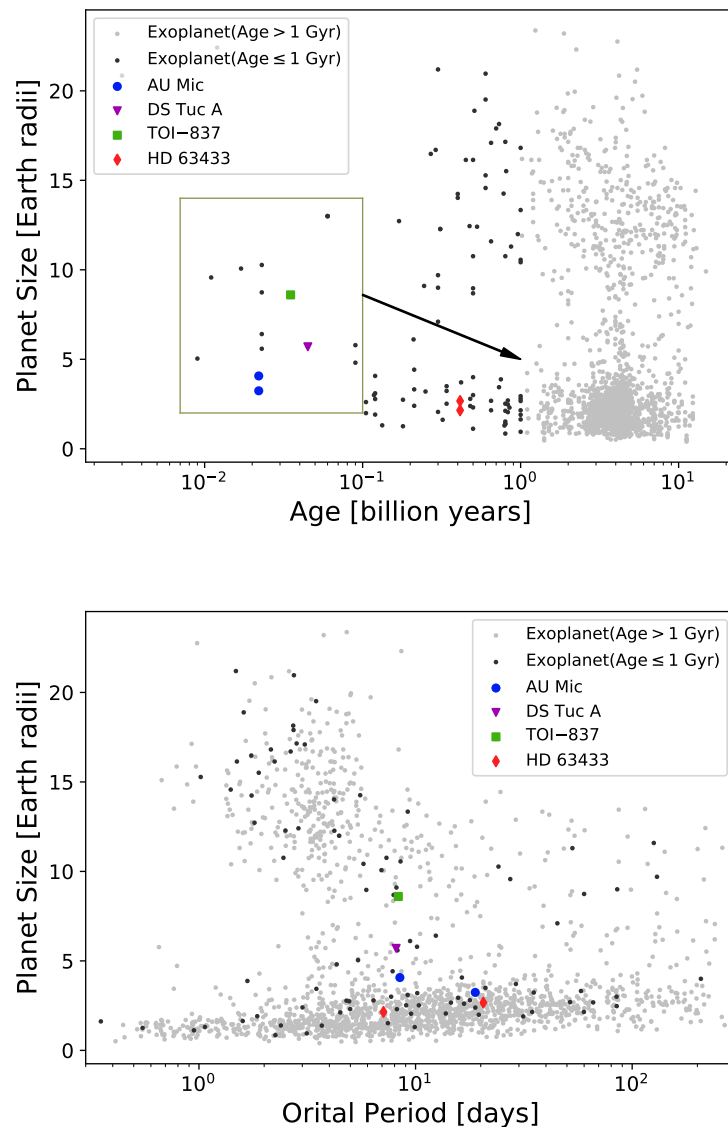 Exoplanet(Age > 1 Gyr)
Exoplanet(Age ≤ 1 Gyr)
AU Mic
DS Tuc A
TOI−837
HD 63433
20
15
10
5
0
Planet Size [Earth radii]
10⁻² 10⁻¹ 10⁰ 10¹
Age [billion years]
Exoplanet(Age > 1 Gyr)
Exoplanet(Age ≤ 1 Gyr)
AU Mic
DS Tuc A
TOI−837
HD 63433
20
15
10
5
0
Planet Size [Earth radii]
10⁰ 10¹ 10²
Orital Period [days]